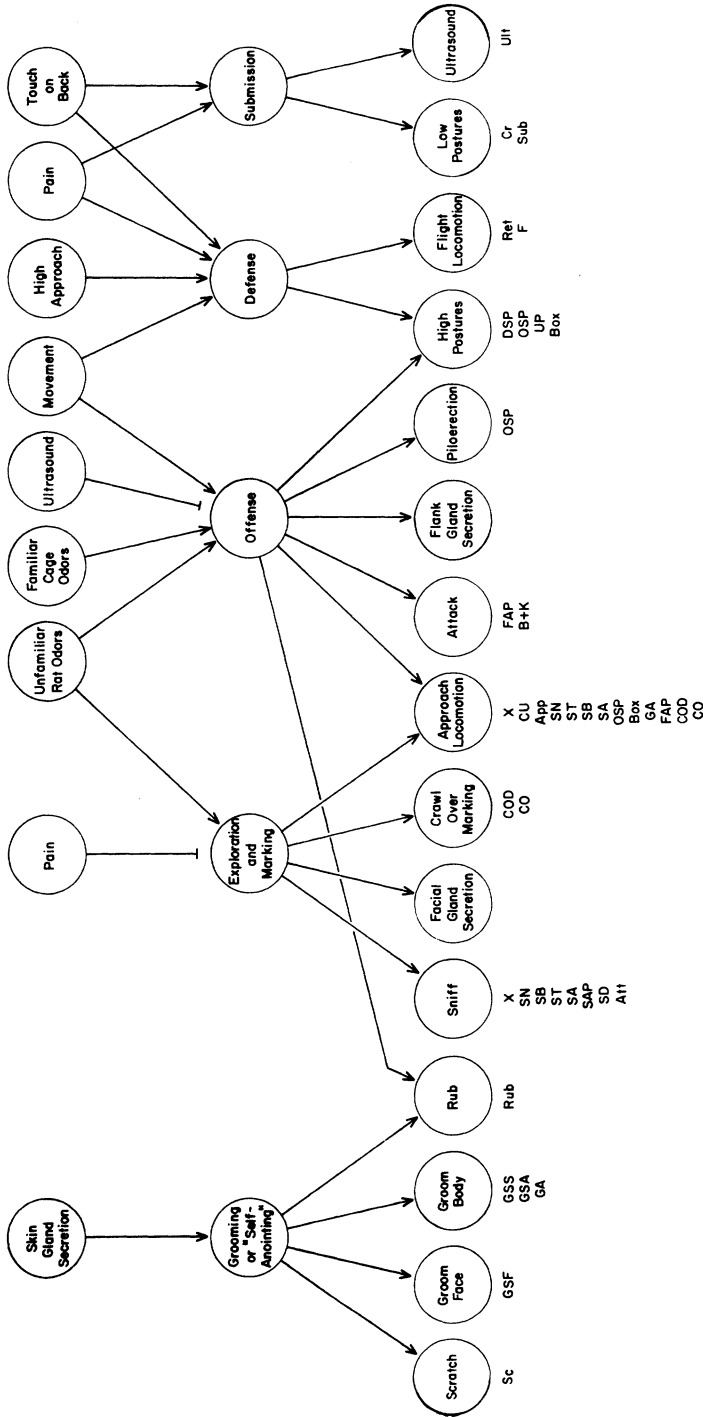 Skin
Gland
Secretion
Pain
Unfamiliar
Rat Odors
Familiar
Cage
Odors
Ultrasound
Movement
High
Approach
Pain
Touch
on
Back
Grooming
or "Self-
Anointing"
Exploration
and
Marking
Offense
Defense
Submission
Scratch
Sc
Groom
Face
GSF
Groom
Body
GSS
GSA
GA
Rub
Rub
Sniff
X
SN
SB
ST
SA
SAP
SD
Att
Facial
Gland
Secretion
Crawl
Over
Marking
COD
CO
Approach
Locomotion
X
CU
App
SN
ST
SB
SA
OSP
Box
GA
FAP
COD
CO
Attack
FAP
B+K
Flank
Gland
Secretion
Piloerection
OSP
High
Postures
DSP
OSP
UP
Box
Flight
Locomotion
Ret
F
Low
Postures
Cr
Sub
Ultrasound
Ult